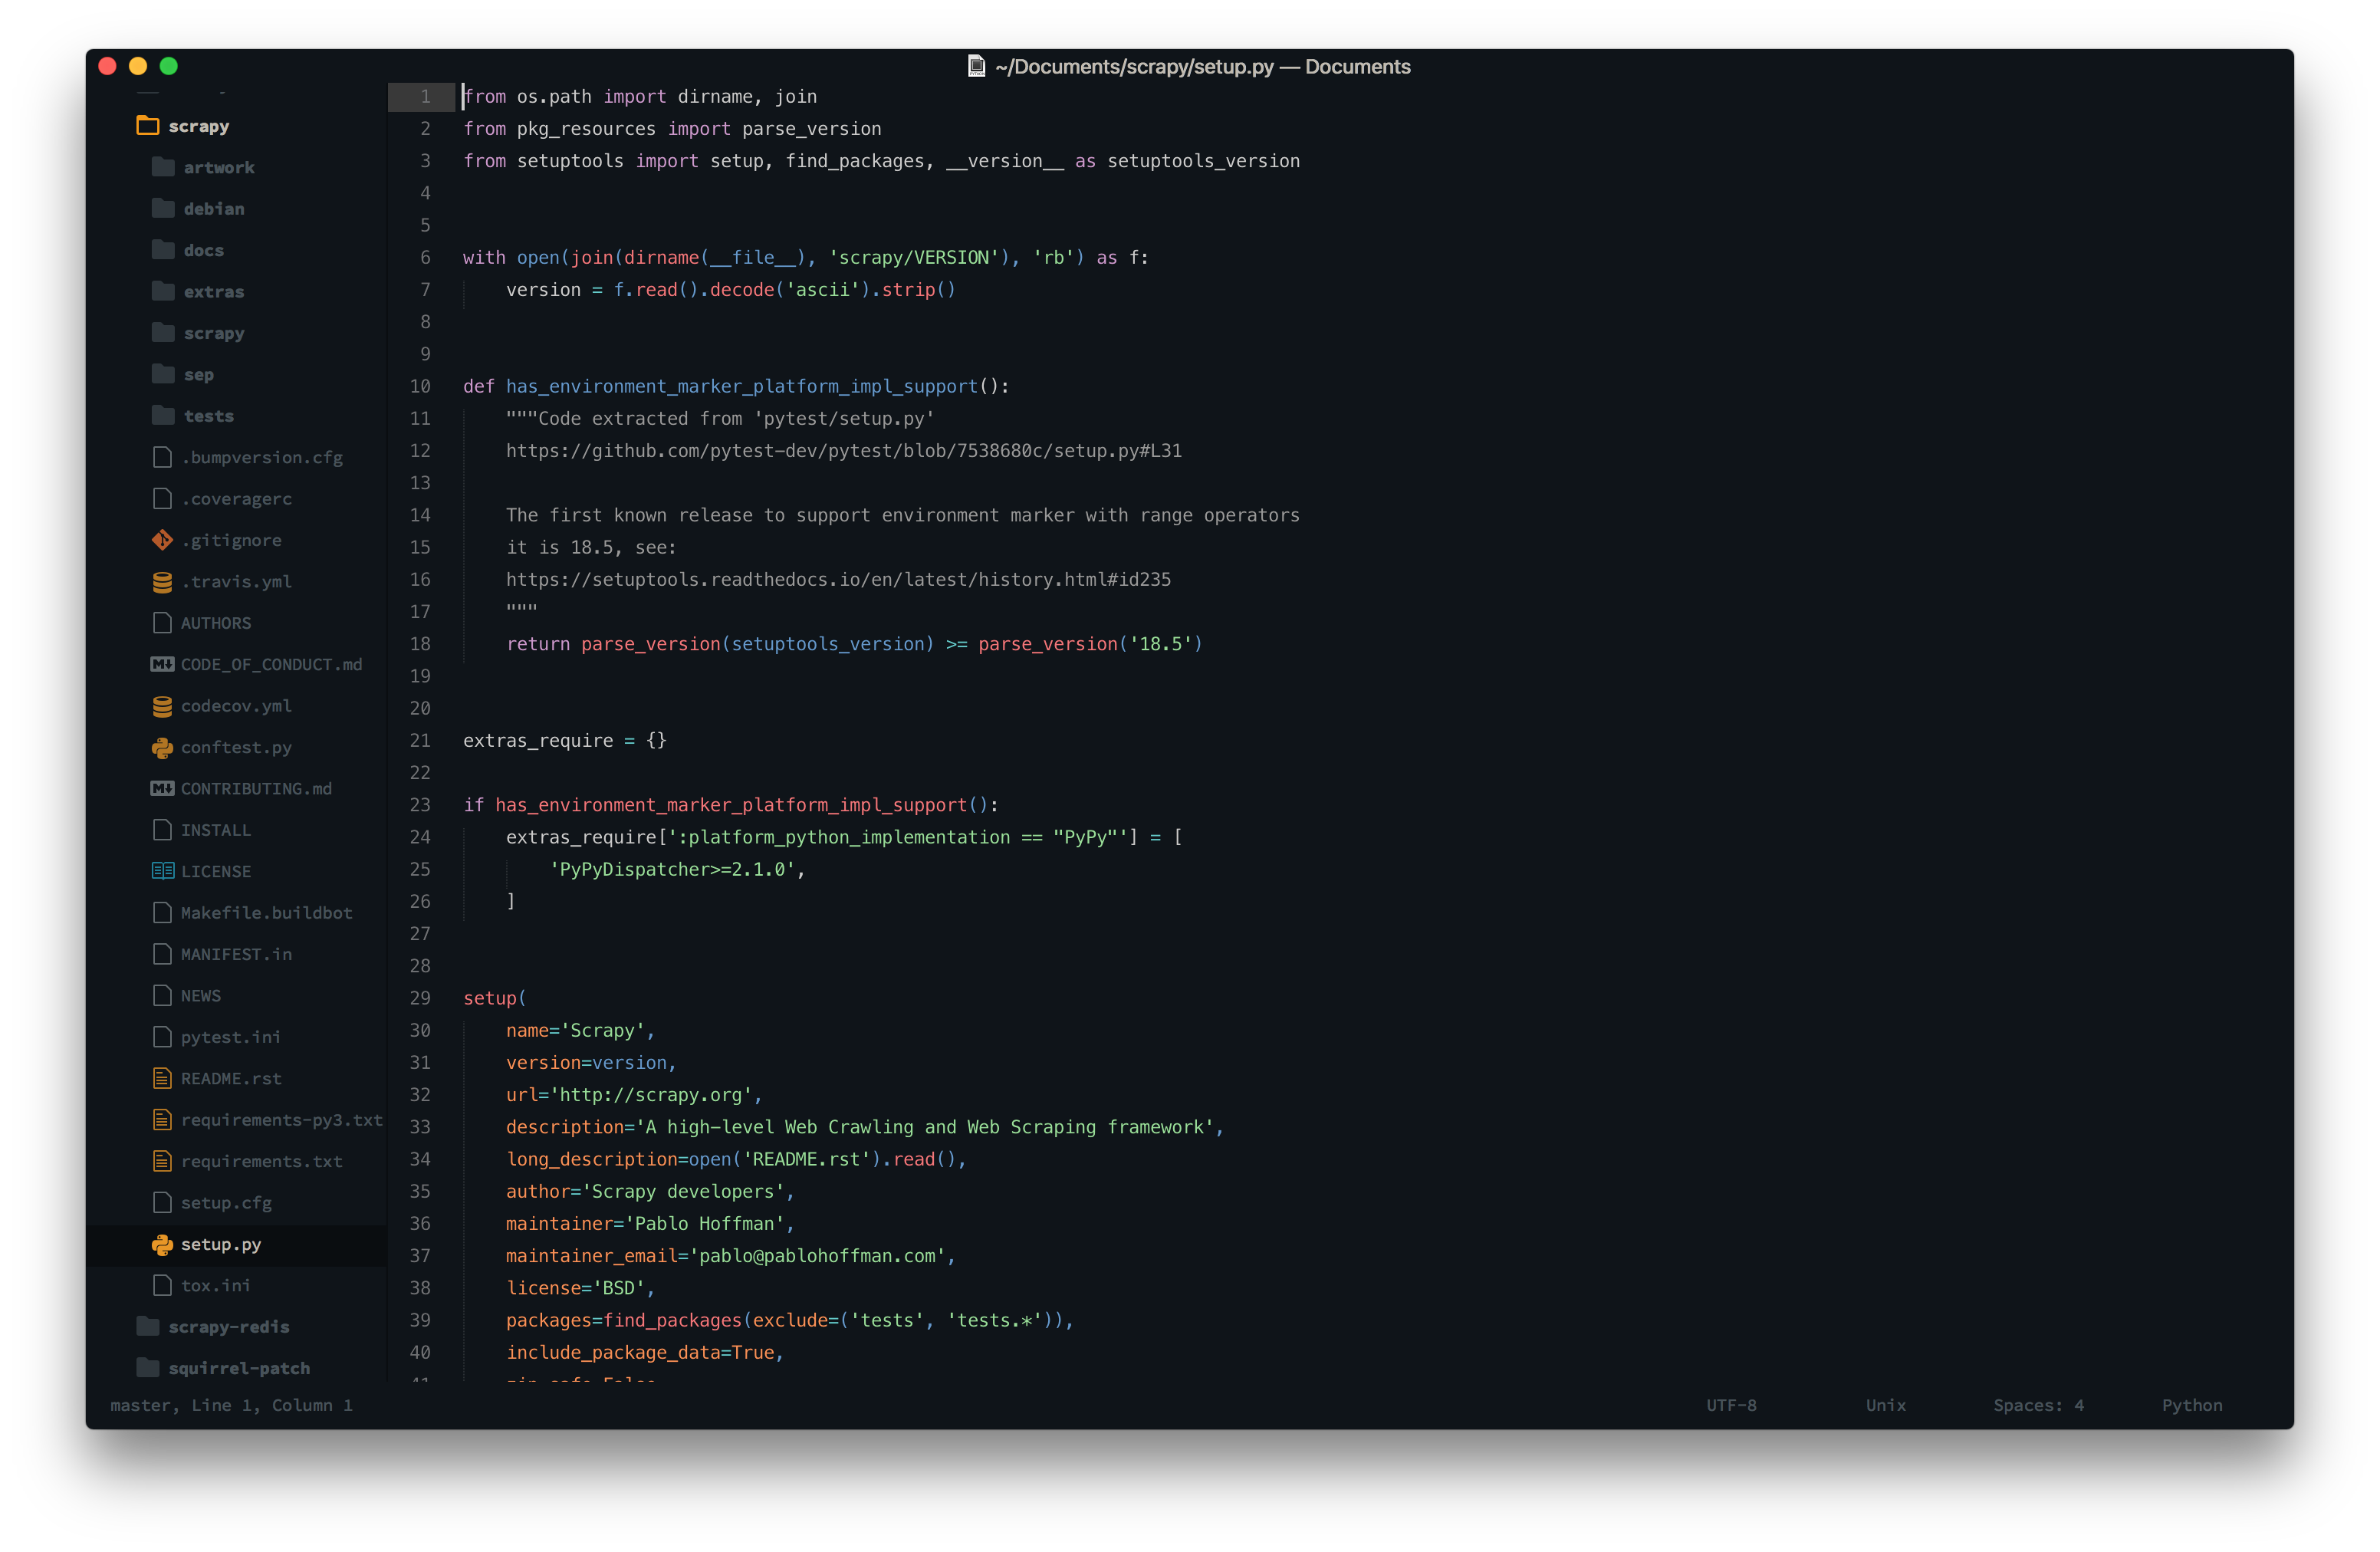 ~/Documents/scrapy/setup.py — Documents
scrapy
artwork
debian
docs
extras
scrapy
sep
tests
.bumpversion.cfg
.coveragerc
.gitignore
.travis.yml
AUTHORS
CODE_OF_CONDUCT.md
codecov.yml
conftest.py
CONTRIBUTING.md
INSTALL
LICENSE
Makefile.buildbot
MANIFEST.in
NEWS
pytest.ini
README.rst
requirements-py3.txt
requirements.txt
setup.cfg
setup.py
tox.ini
scrapy-redis
squirrel-patch
1 from os.path import dirname, join
2 from pkg_resources import parse_version
3 from setuptools import setup, find_packages, __version__ as setuptools_version
4
5
6 with open(join(dirname(__file__), 'scrapy/VERSION'), 'rb') as f:
7     version = f.read().decode('ascii').strip()
8
9
10 def has_environment_marker_platform_impl_support():
11     """Code extracted from 'pytest/setup.py'
12     https://github.com/pytest-dev/pytest/blob/7538680c/setup.py#L31
13
14     The first known release to support environment marker with range operators
15     it is 18.5, see:
16     https://setuptools.readthedocs.io/en/latest/history.html#id235
17     """
18     return parse_version(setuptools_version) >= parse_version('18.5')
19
20
21 extras_require = {}
22
23 if has_environment_marker_platform_impl_support():
24     extras_require[':platform_python_implementation == "PyPy"'] = [
25         'PyPyDispatcher>=2.1.0',
26     ]
27
28
29 setup(
30     name='Scrapy',
31     version=version,
32     url='http://scrapy.org',
33     description='A high-level Web Crawling and Web Scraping framework',
34     long_description=open('README.rst').read(),
35     author='Scrapy developers',
36     maintainer='Pablo Hoffman',
37     maintainer_email='pablo@pablohoffman.com',
38     license='BSD',
39     packages=find_packages(exclude=('tests', 'tests.*')),
40     include_package_data=True,
master, Line 1, Column 1
UTF-8
Unix
Spaces: 4
Python